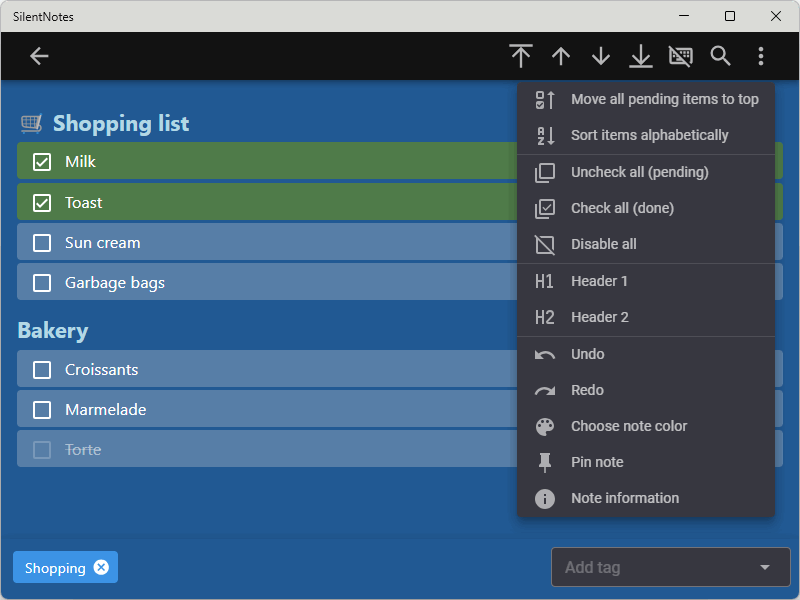 SilentNotes
Shopping list
Milk
Toast
Sun cream
Garbage bags
Bakery
Croissants
Marmelade
Torte
Move all pending items to top
A
Z
Sort items alphabetically
Uncheck all (pending)
Check all (done)
Disable all
H1 Header 1
H2 Header 2
Undo
Redo
Choose note color
Pin note
Note information
Shopping
Add tag